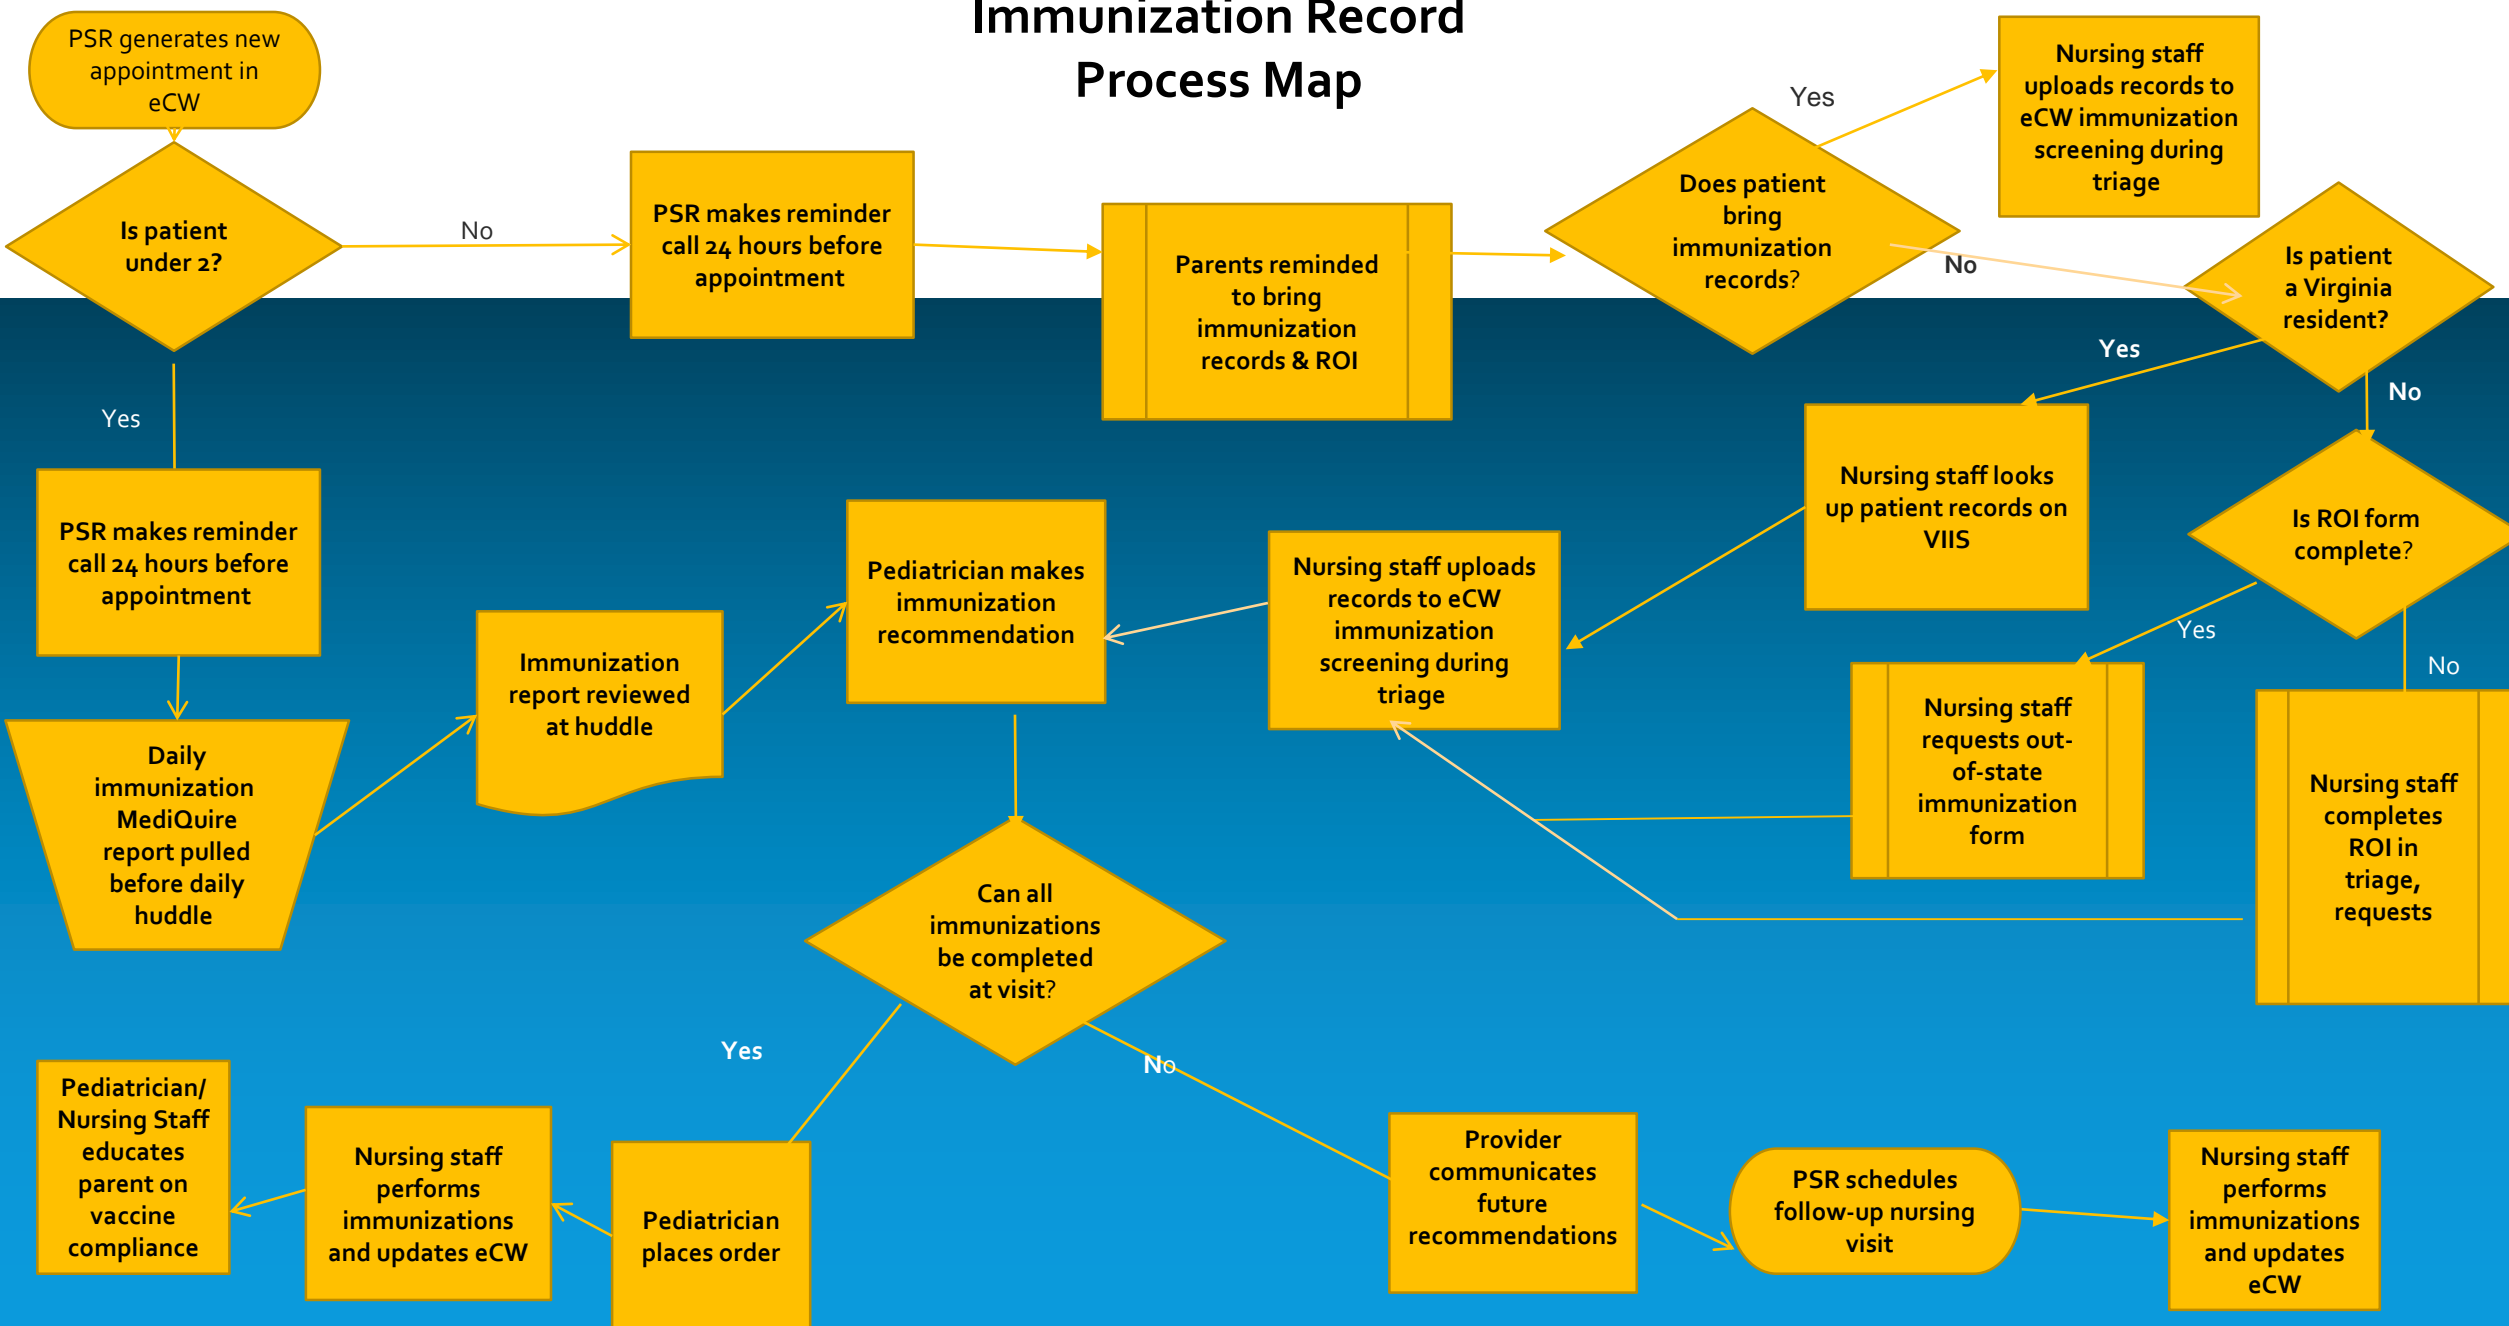 Immunization Record
Process Map
PSR generates new
appointment in
eCW
Is patient
under 2?
No
PSR makes reminder
call 24 hours before
appointment
Parents reminded
to bring
immunization
records & ROI
Does patient
bring
immunization
records?
Yes
Nursing staff
uploads records to
eCW immunization
screening during
triage
No
Is patient
a Virginia
resident?
Yes
No
Nursing staff looks
up patient records on
VIIS
Is ROI form
complete?
Yes
No
Nursing staff
requests out-
of-state
immunization
form
Nursing staff
completes
ROI in
triage,
requests
Nursing staff uploads
records to eCW
immunization
screening during
triage
Yes
PSR makes reminder
call 24 hours before
appointment
Daily
immunization
MediQuire
report pulled
before daily
huddle
Immunization
report reviewed
at huddle
Pediatrician makes
immunization
recommendation
Can all
immunizations
be completed
at visit?
Yes
No
Pediatrician
places order
Nursing staff
performs
immunizations
and updates eCW
Pediatrician/
Nursing Staff
educates
parent on
vaccine
compliance
Provider
communicates
future
recommendations
PSR schedules
follow-up nursing
visit
Nursing staff
performs
immunizations
and updates
eCW